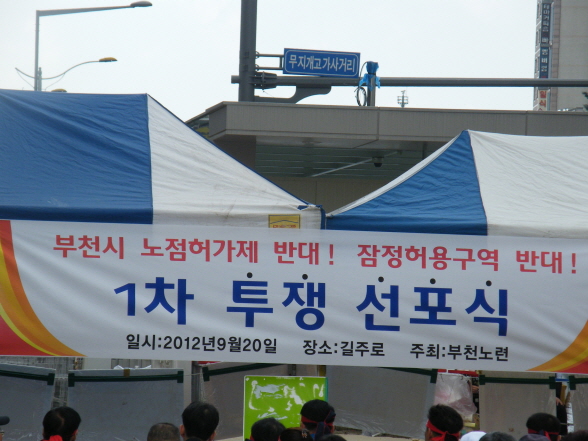 무지개고가사거리
부천시 노점허가제 반대! 잠정허용구역 반대!
1차 투쟁 선포식
일시:2012년9월20일 장소:길주로 주최:부천노련